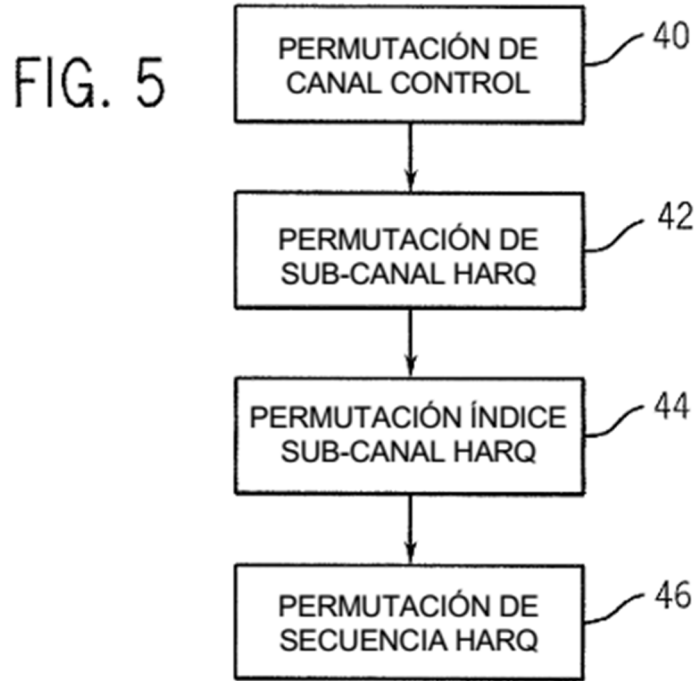 FIG. 5
PERMUTACIÓN DE
CANAL CONTROL
40
PERMUTACIÓN DE
SUB-CANAL HARQ
42
PERMUTACIÓN ÍNDICE
SUB-CANAL HARQ
44
PERMUTACIÓN DE
SECUENCIA HARQ
46